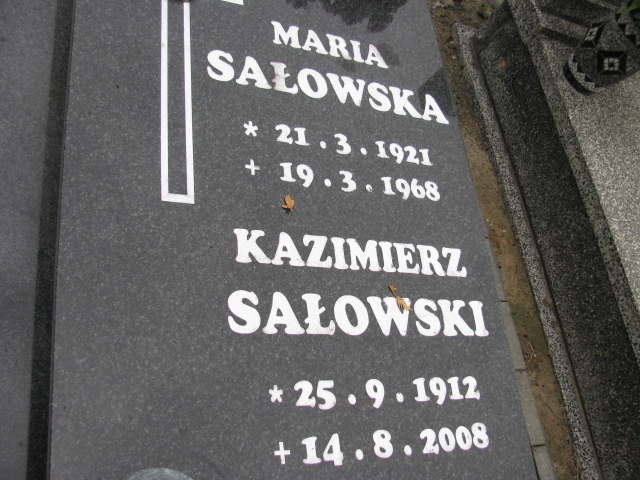 MARIA
SAŁOWSKA
* 21.3.1921
+ 19.3.1968
KAZIMIERZ
SAŁOWSKI
* 25.9.1912
+ 14.8.2008